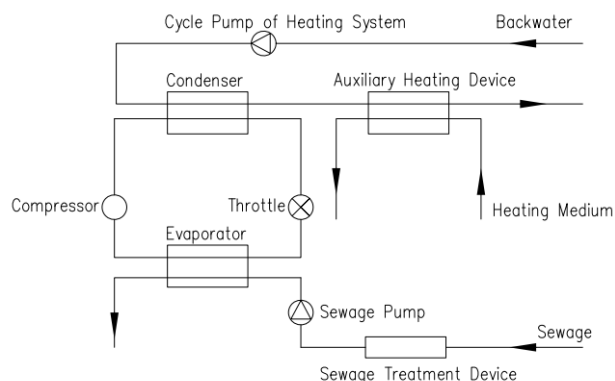 Cycle Pump of Heating System
Backwater
Condenser
Auxiliary Heating Device
Compressor
Throttle
Heating Medium
Evaporator
Sewage Pump
Sewage
Sewage Treatment Device